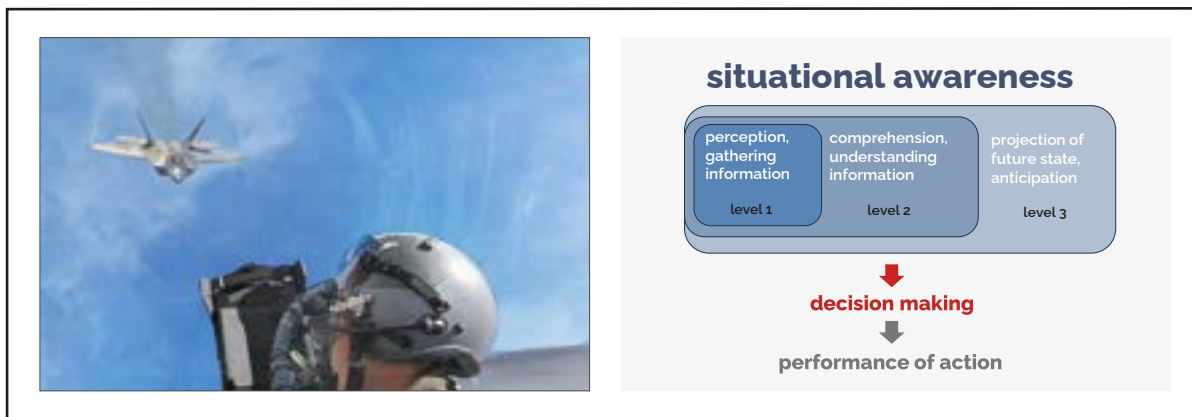 situational awareness
perception,
gathering
information
level 1
comprehension,
understanding
information
level 2
projection of
future state,
anticipation
level 3
decision making
performance of action